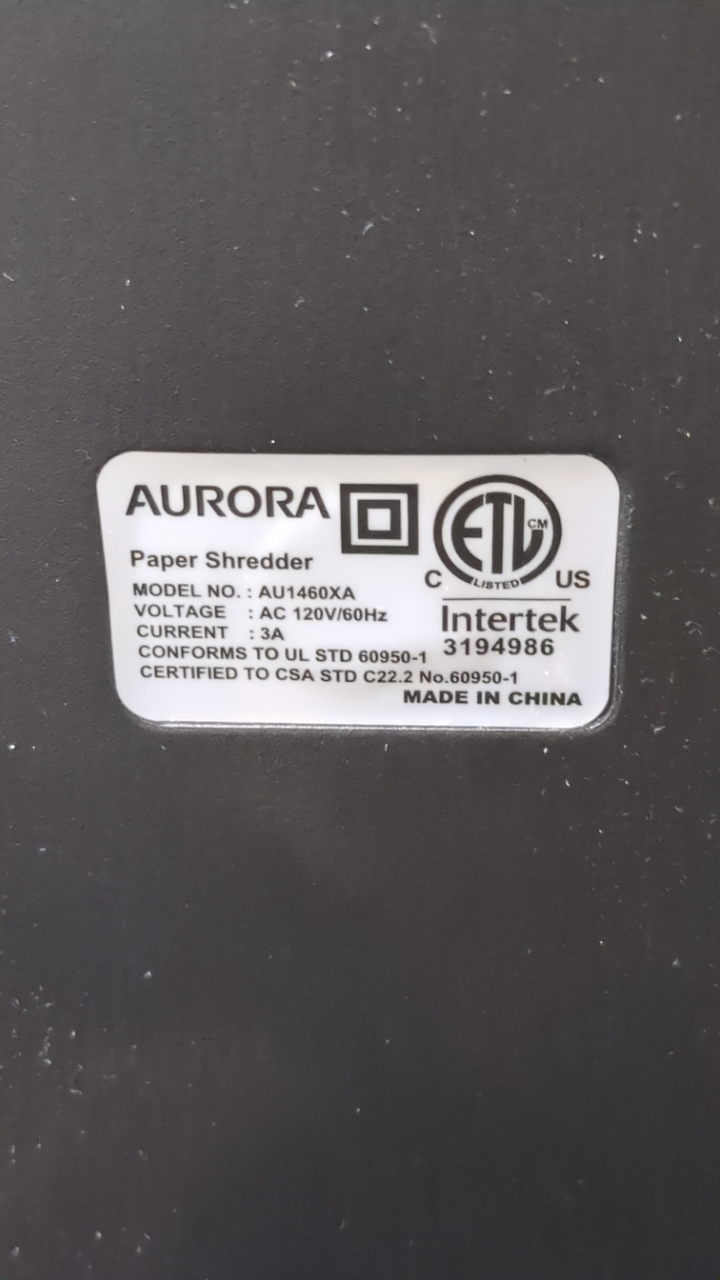 AURORA
Paper Shredder
MODEL NO. : AU1460XA
VOLTAGE : AC 120V/60Hz
CURRENT : 3A
CONFORMS TO UL STD 60950-1
CERTIFIED TO CSA STD C22.2 No.60950-1
ETL CM
C LISTED US
Intertek
3194986
MADE IN CHINA